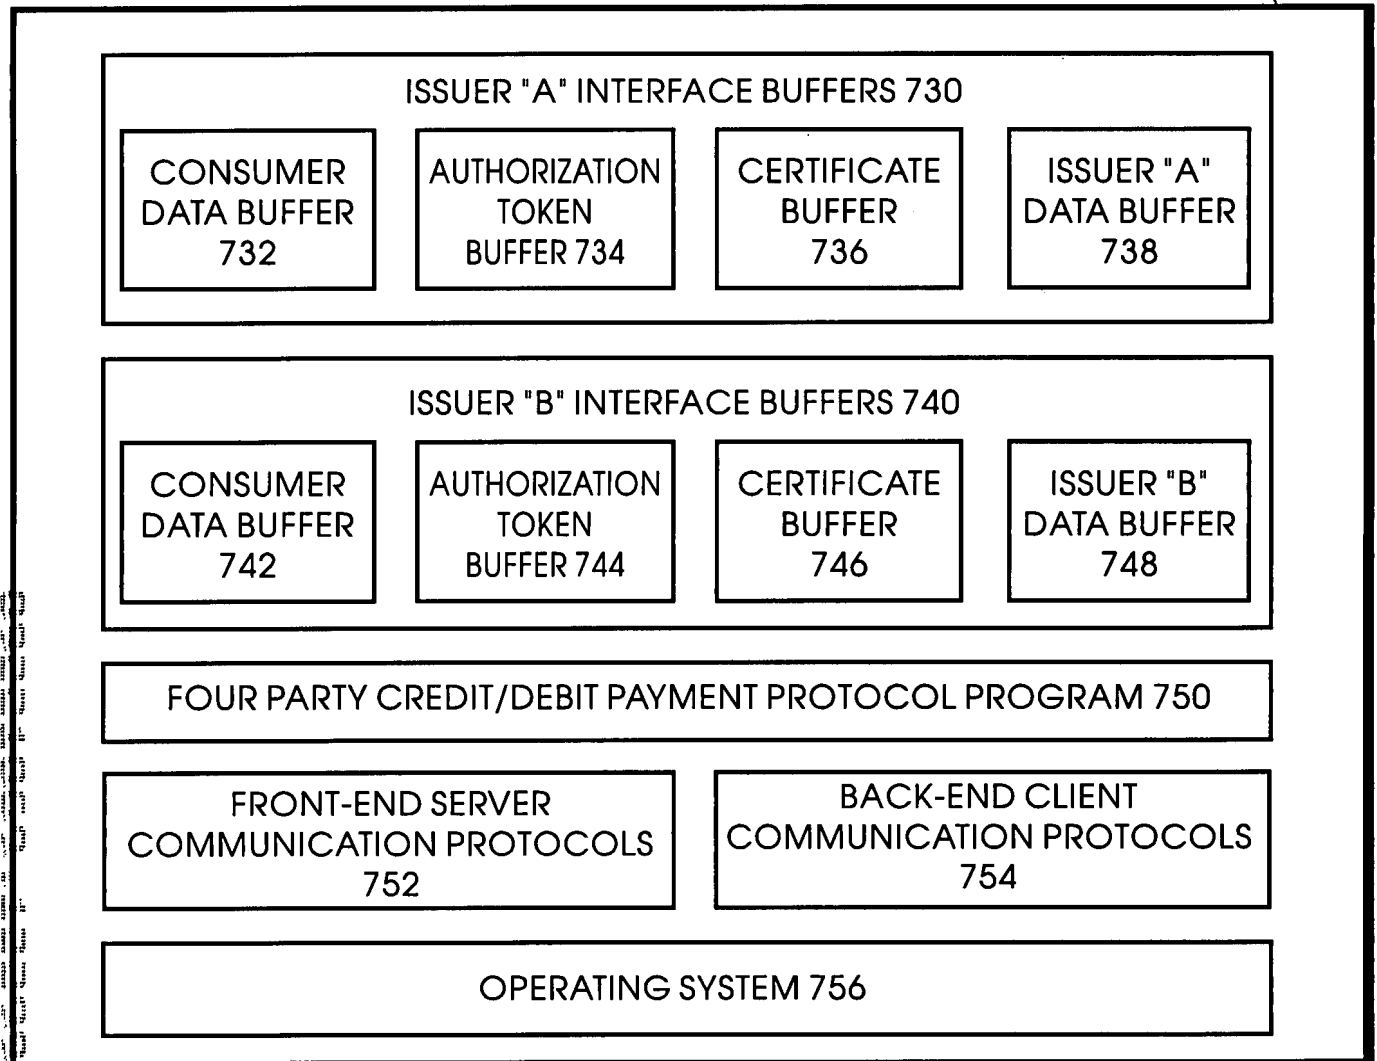 ISSUER "A" INTERFACE BUFFERS 730
CONSUMER
DATA BUFFER
732
AUTHORIZATION
TOKEN
BUFFER 734
CERTIFICATE
BUFFER
736
ISSUER "A"
DATA BUFFER
738
ISSUER "B" INTERFACE BUFFERS 740
CONSUMER
DATA BUFFER
742
AUTHORIZATION
TOKEN
BUFFER 744
CERTIFICATE
BUFFER
746
ISSUER "B"
DATA BUFFER
748
FOUR PARTY CREDIT/DEBIT PAYMENT PROTOCOL PROGRAM 750
FRONT-END SERVER
COMMUNICATION PROTOCOLS
752
BACK-END CLIENT
COMMUNICATION PROTOCOLS
754
OPERATING SYSTEM 756